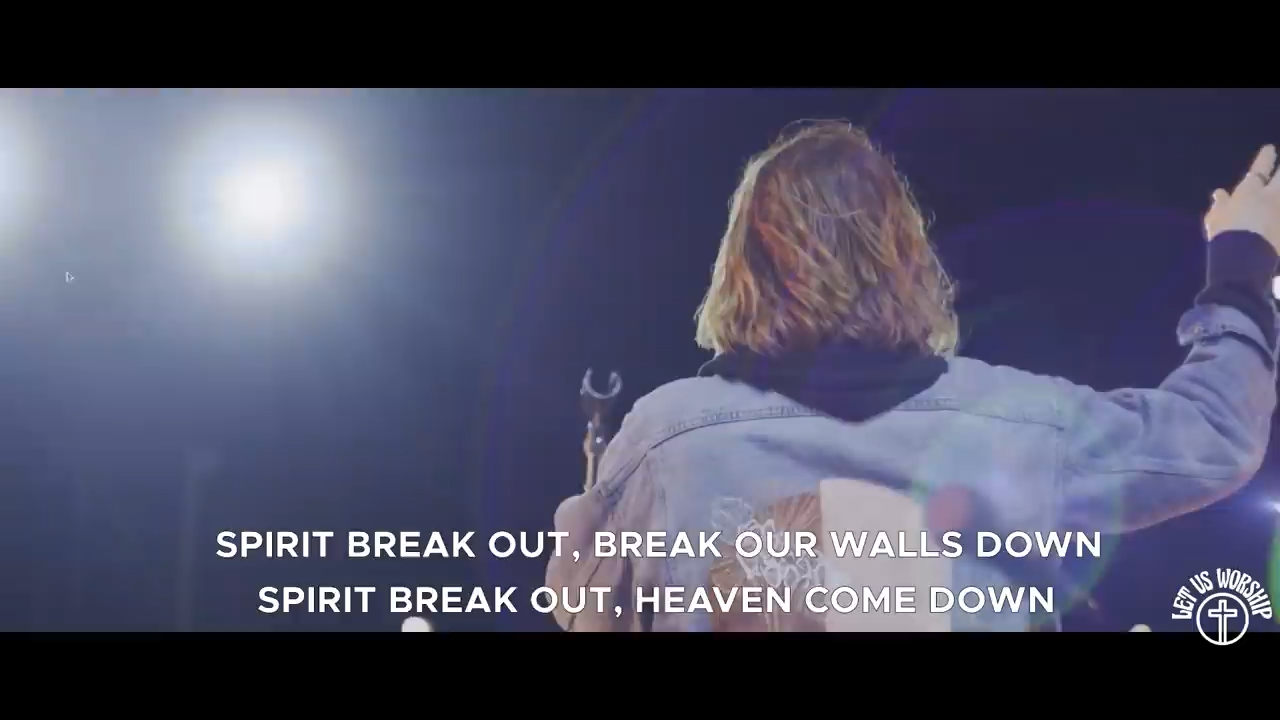 SPIRIT BREAK OUT, BREAK OUR WALLS DOWN
SPIRIT BREAK OUT, HEAVEN COME DOWN
LET US WORSHIP